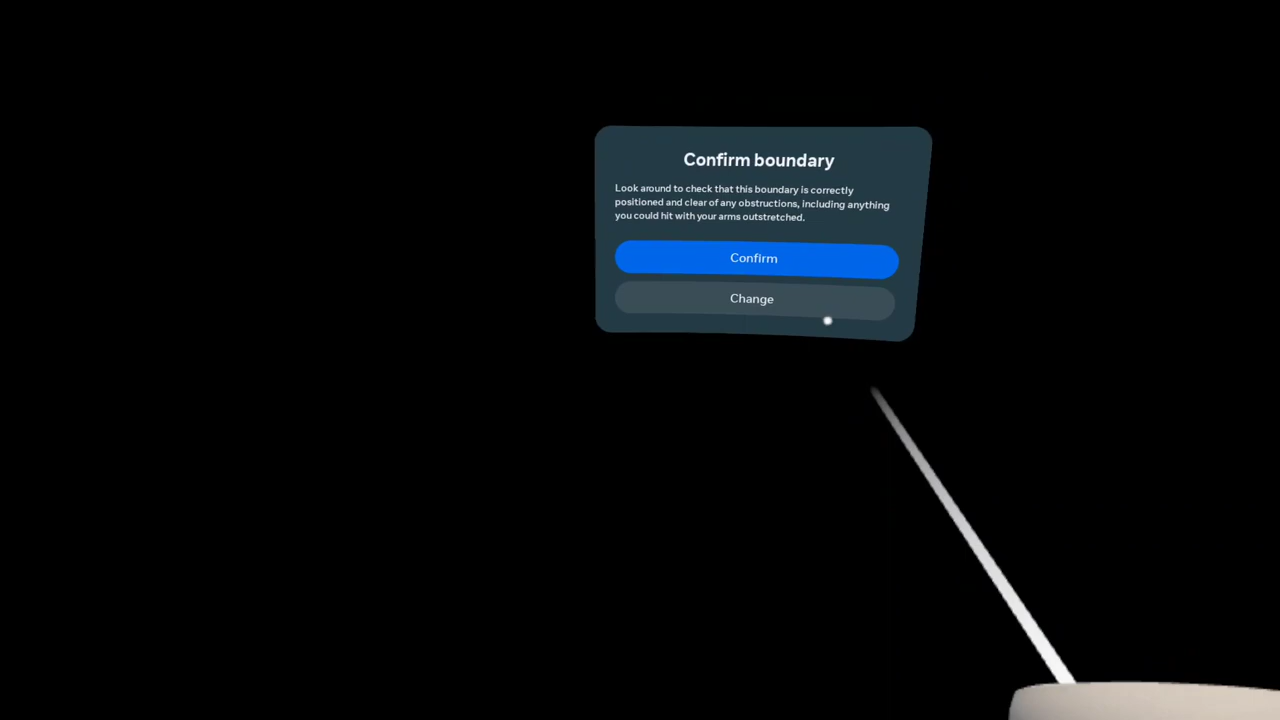 Confirm boundary
Look around to check that this boundary is correctly
positioned and clear of any obstructions, including anything
you could hit with your arms outstretched.
Confirm
Change